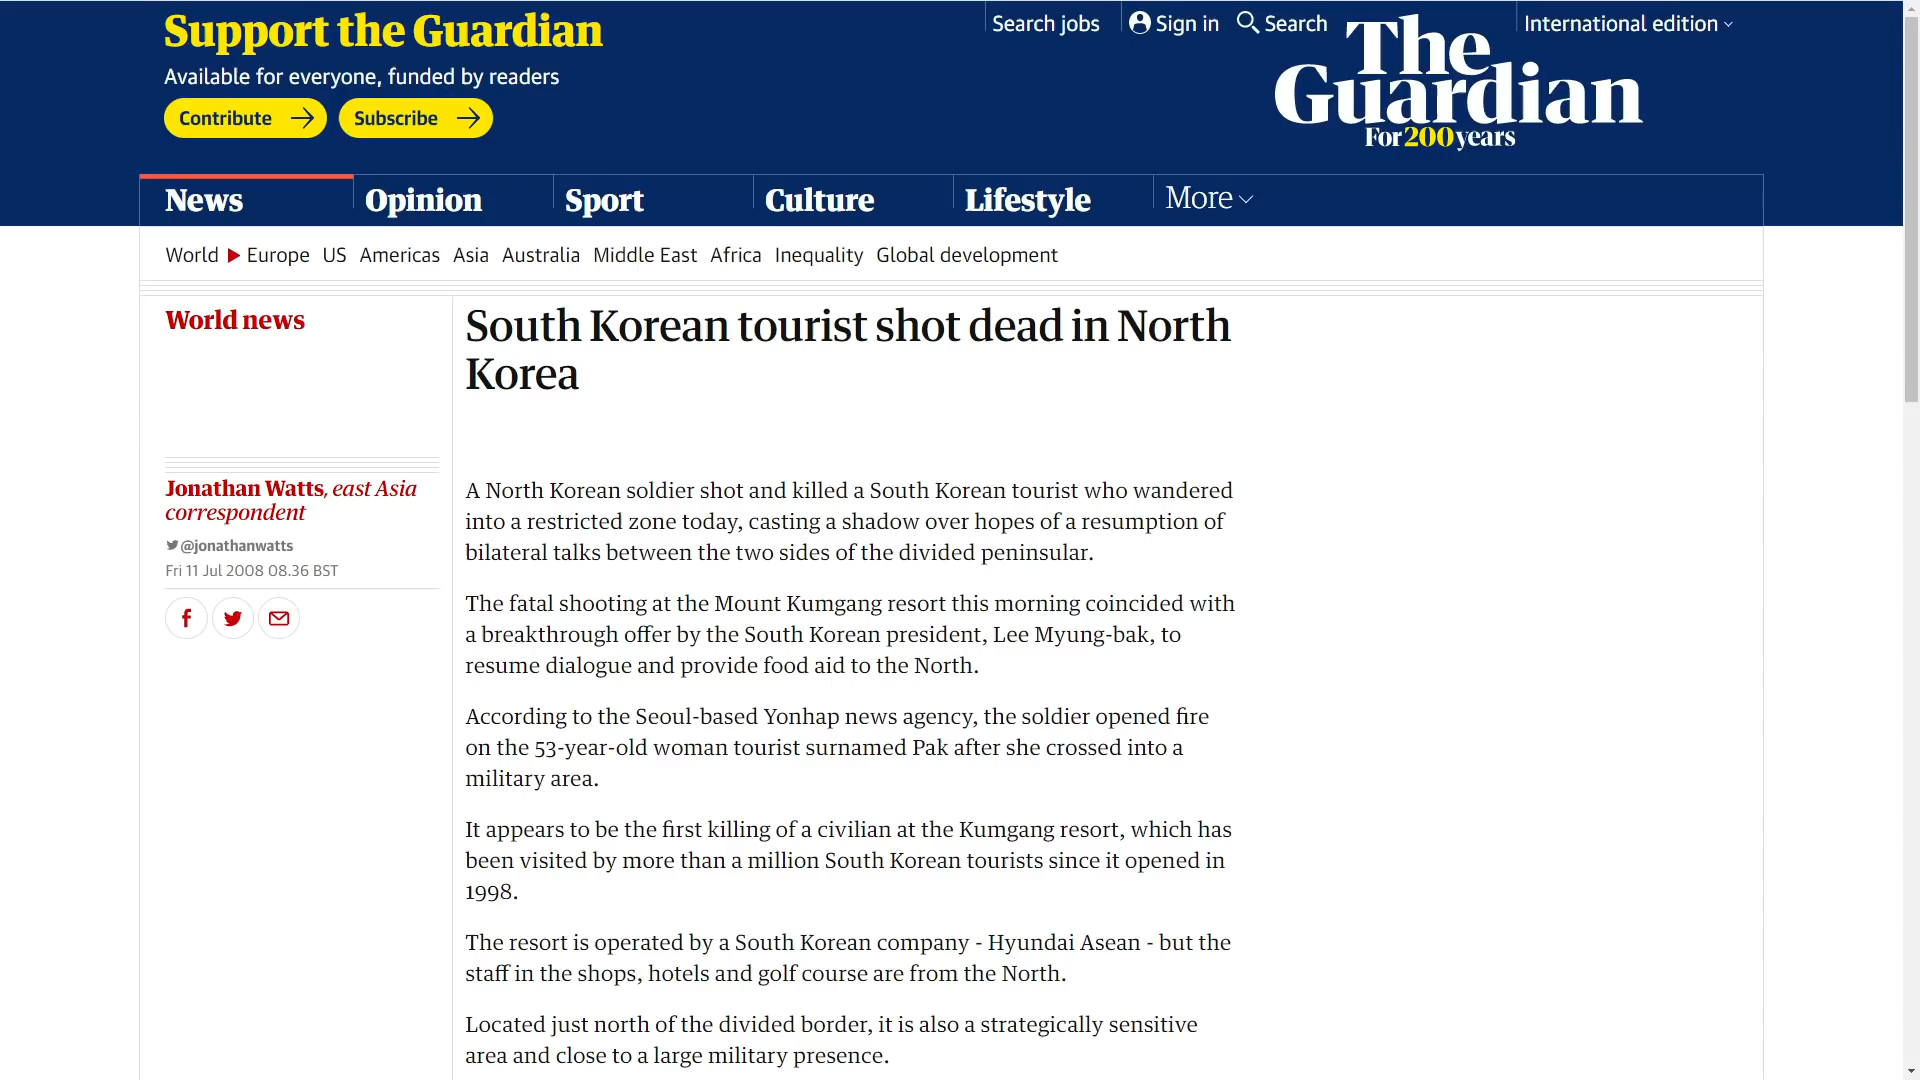 Support the Guardian
Available for everyone, funded by readers
Contribute
Subscribe
Search jobs
Sign in
Search
International edition
The
Guardian
For 200 years
News
Opinion
Sport
Culture
Lifestyle
More
World
Europe
US
Americas
Asia
Australia
Middle East
Africa
Inequality
Global development
World news
South Korean tourist shot dead in North
Korea
Jonathan Watts, east Asia
correspondent
@jonathanwatts
Fri 11 Jul 2008 08.36 BST
A North Korean soldier shot and killed a South Korean tourist who wandered
into a restricted zone today, casting a shadow over hopes of a resumption of
bilateral talks between the two sides of the divided peninsular.
The fatal shooting at the Mount Kumgang resort this morning coincided with
a breakthrough offer by the South Korean president, Lee Myung-bak, to
resume dialogue and provide food aid to the North.
According to the Seoul-based Yonhap news agency, the soldier opened fire
on the 53-year-old woman tourist surnamed Pak after she crossed into a
military area.
It appears to be the first killing of a civilian at the Kumgang resort, which has
been visited by more than a million South Korean tourists since it opened in
1998.
The resort is operated by a South Korean company - Hyundai Asean - but the
staff in the shops, hotels and golf course are from the North.
Located just north of the divided border, it is also a strategically sensitive
area and close to a large military presence.